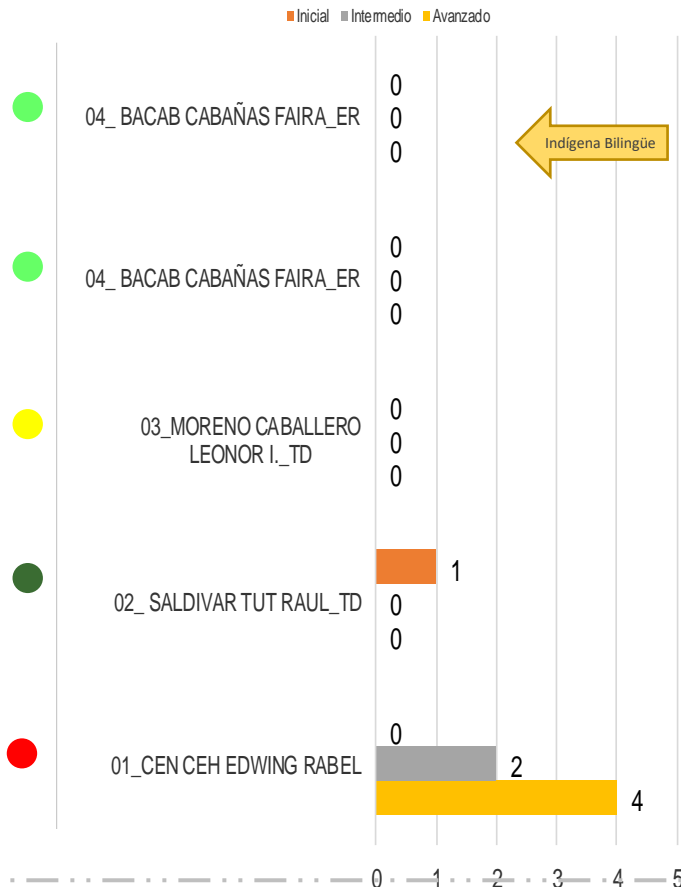 Inicial Intermedio Avanzado
0
04_ BACAB CABAÑAS FAIRA_ER
0
0
Indígena Bilingüe
0
04_ BACAB CABAÑAS FAIRA_ER
0
0
0
03_MORENO CABALLERO
LEONOR I._TD
0
0
1
02_ SALDIVAR TUT RAUL_TD
0
0
0
01_CEN CEH EDWING RABEL
2
4
0 1 2 3 4 5